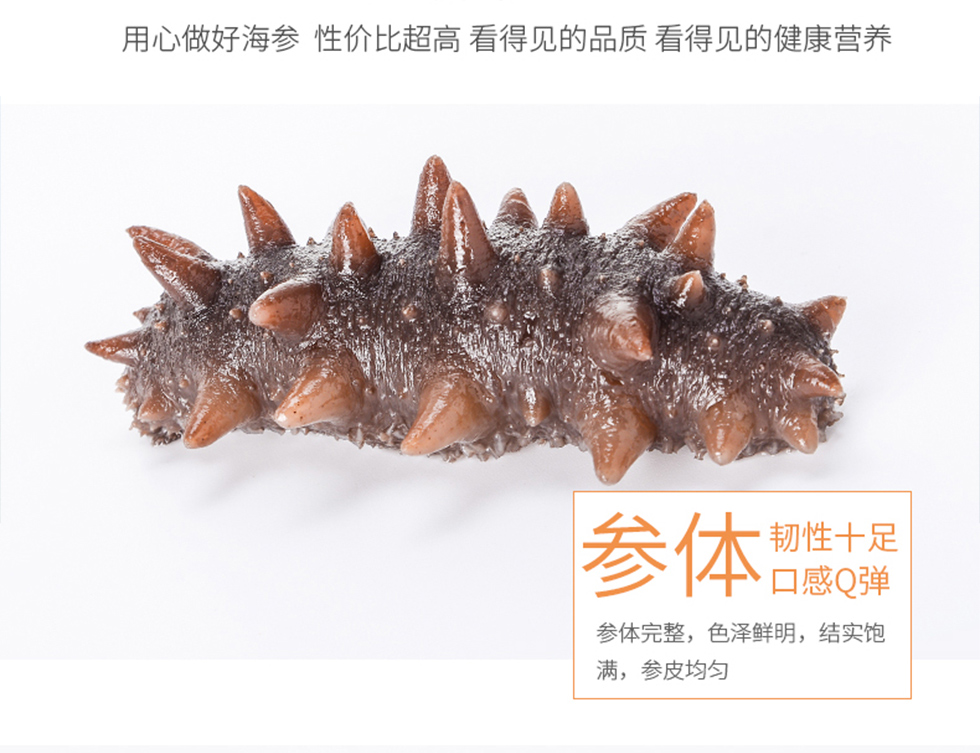 用心做好海参 性价比超高 看得见的品质 看得见的健康营养
参体
韧性十足
口感Q弹
参体完整，色泽鲜明，结实饱
满，参皮均匀